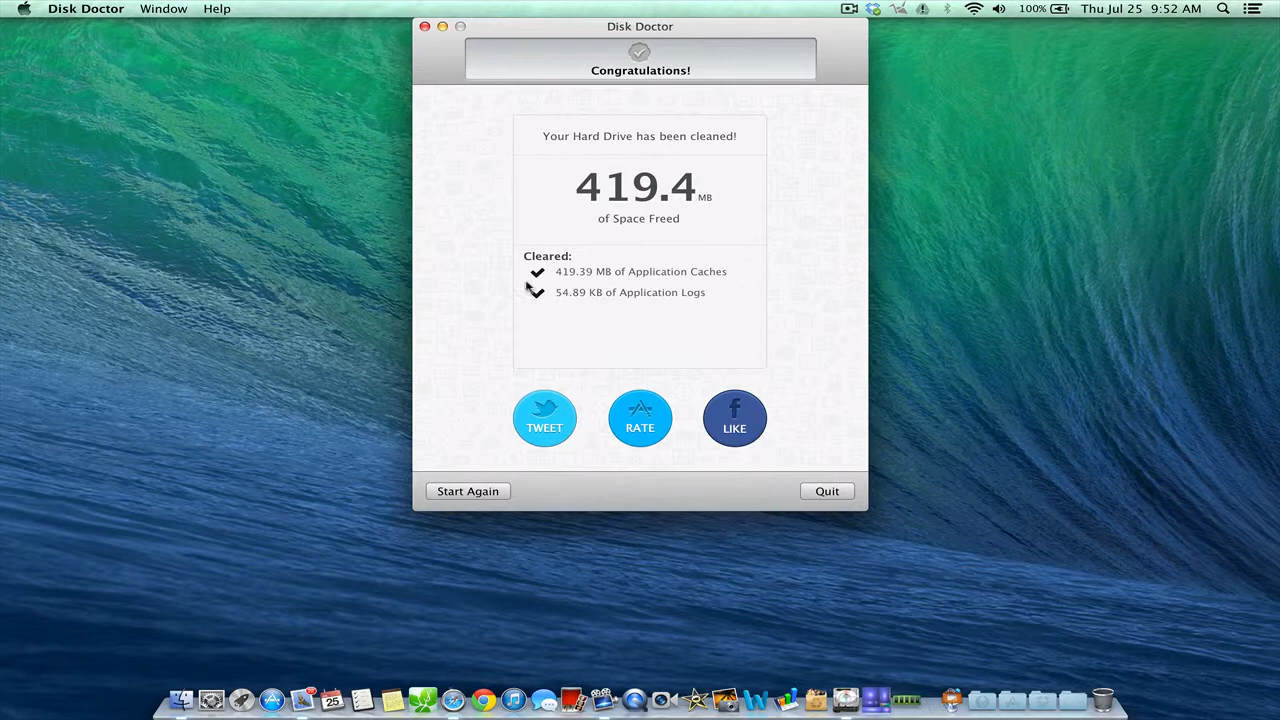 Disk Doctor Window Help
100% Thu Jul 25 9:52 AM
Disk Doctor
Congratulations!
Your Hard Drive has been cleaned!
419.4 MB
of Space Freed
Cleared:
419.39 MB of Application Caches
54.89 KB of Application Logs
TWEET
RATE
LIKE
Start Again
Quit
25